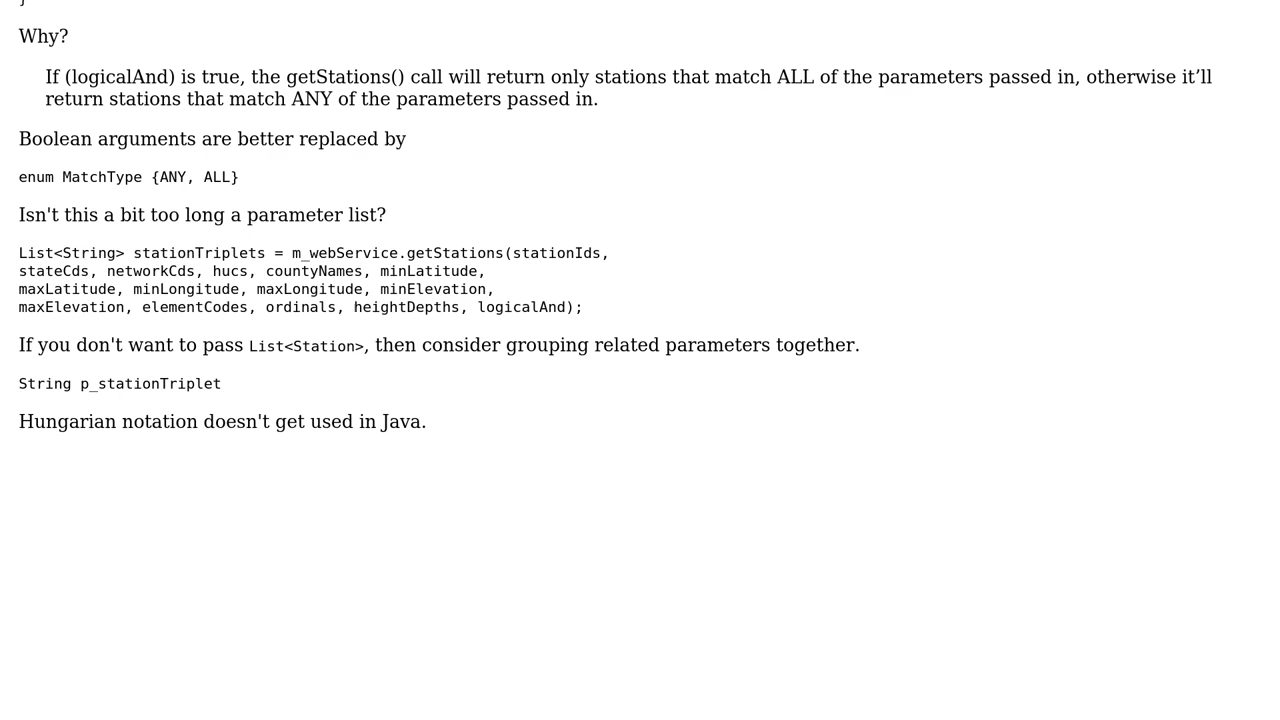 }
Why?
If (logicalAnd) is true, the getStations() call will return only stations that match ALL of the parameters passed in, otherwise it’ll
return stations that match ANY of the parameters passed in.
Boolean arguments are better replaced by
enum MatchType {ANY, ALL}
Isn't this a bit too long a parameter list?
List<String> stationTriplets = m_webService.getStations(stationIds,
stateCds, networkCds, hucs, countyNames, minLatitude,
maxLatitude, minLongitude, maxLongitude, minElevation,
maxElevation, elementCodes, ordinals, heightDepths, logicalAnd);
If you don't want to pass List<Station>, then consider grouping related parameters together.
String p_stationTriplet
Hungarian notation doesn't get used in Java.